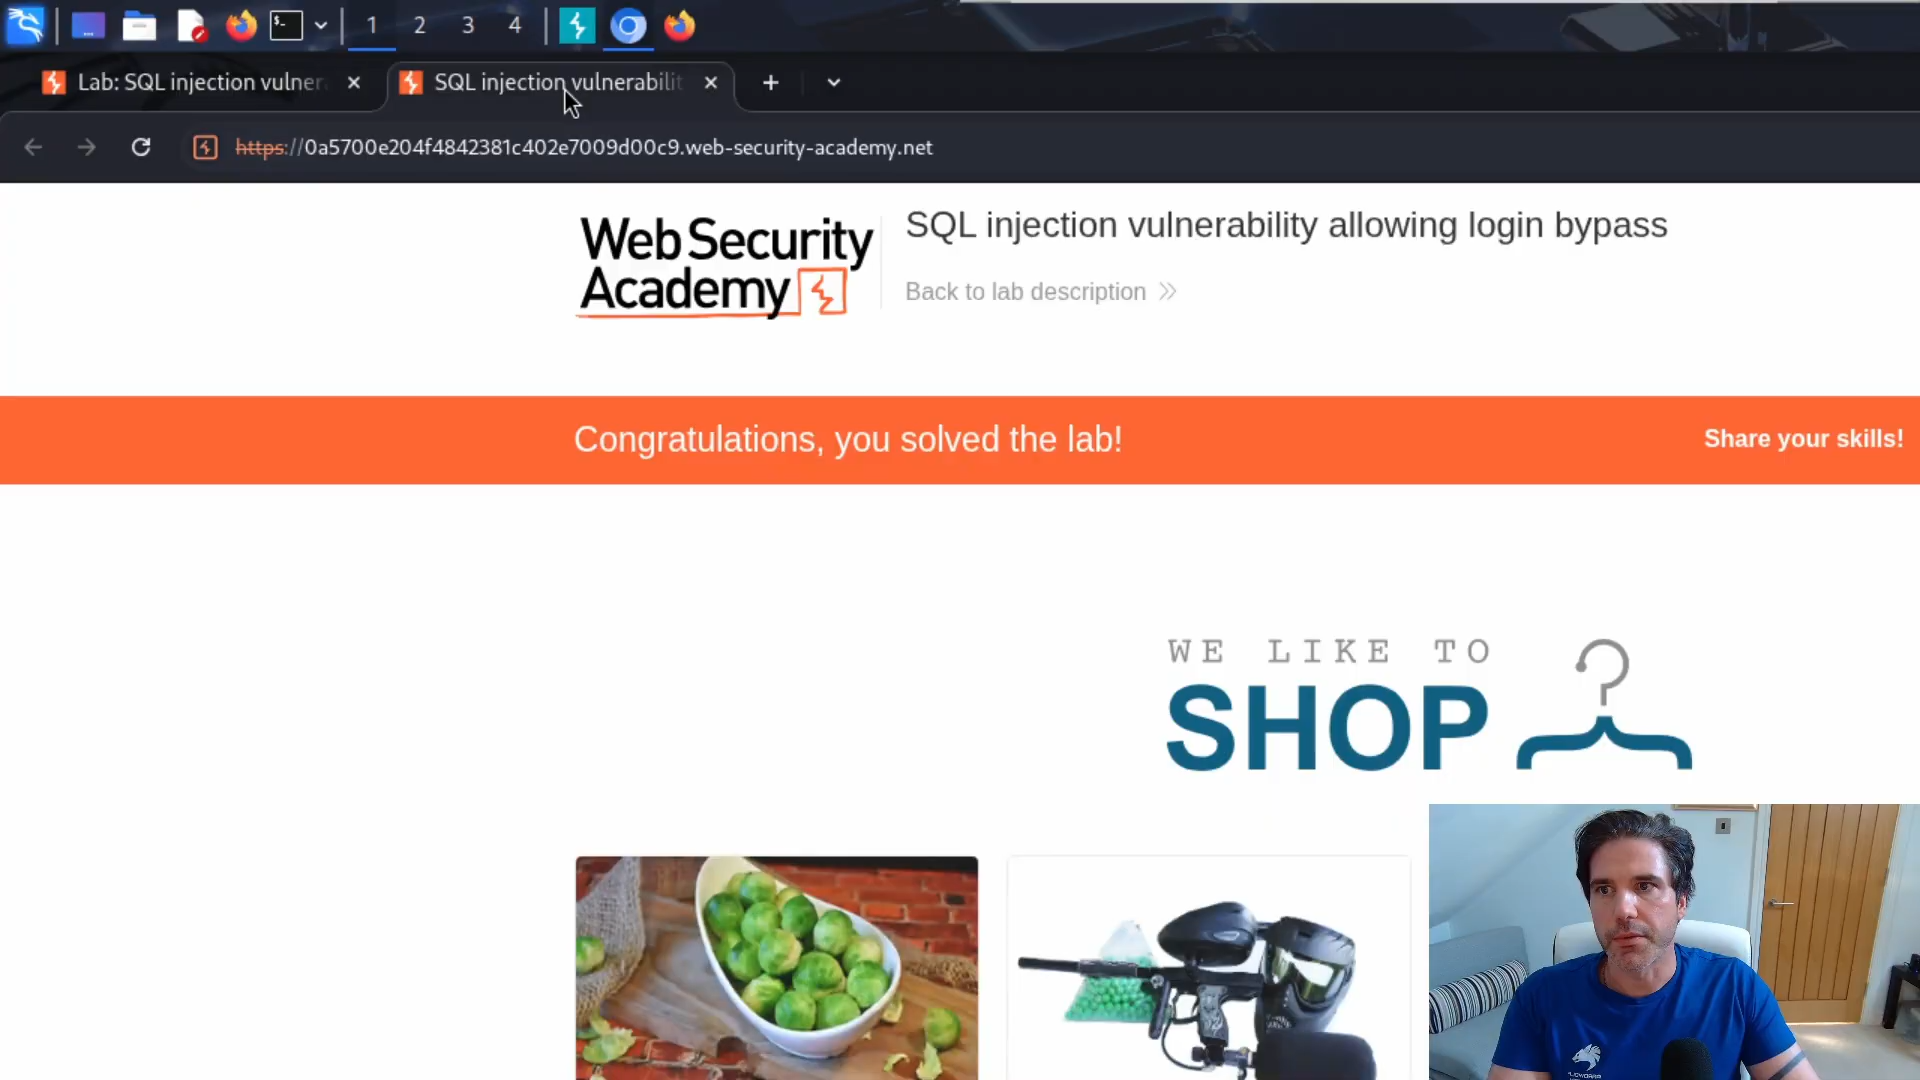 1 2 3 4
Lab: SQL injection vulner
SQL injection vulnerabilit
https://0a5700e204f4842381c402e7009d00c9.web-security-academy.net
Web Security
Academy
SQL injection vulnerability allowing login bypass
Back to lab description
Congratulations, you solved the lab!
Share your skills!
WE LIKE TO
SHOP